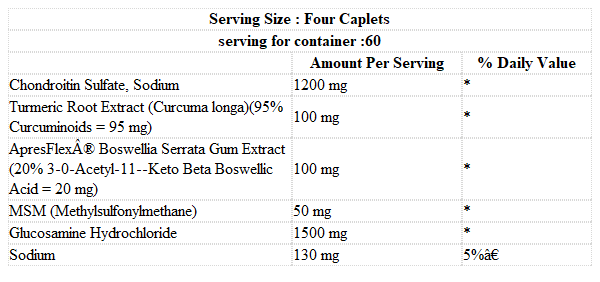 Serving Size : Four Caplets
serving for container :60
Amount Per Serving % Daily Value
Chondroitin Sulfate, Sodium 1200 mg *
Turmeric Root Extract (Curcuma longa)(95%
Curcuminoids = 95 mg) 100 mg *
ApresFlex® Boswellia Serrata Gum Extract
(20% 3-0-Acetyl-11--Keto Beta Boswellic
Acid = 20 mg) 100 mg *
MSM (Methylsulfonylmethane) 50 mg *
Glucosamine Hydrochloride 1500 mg *
Sodium 130 mg 5%â€